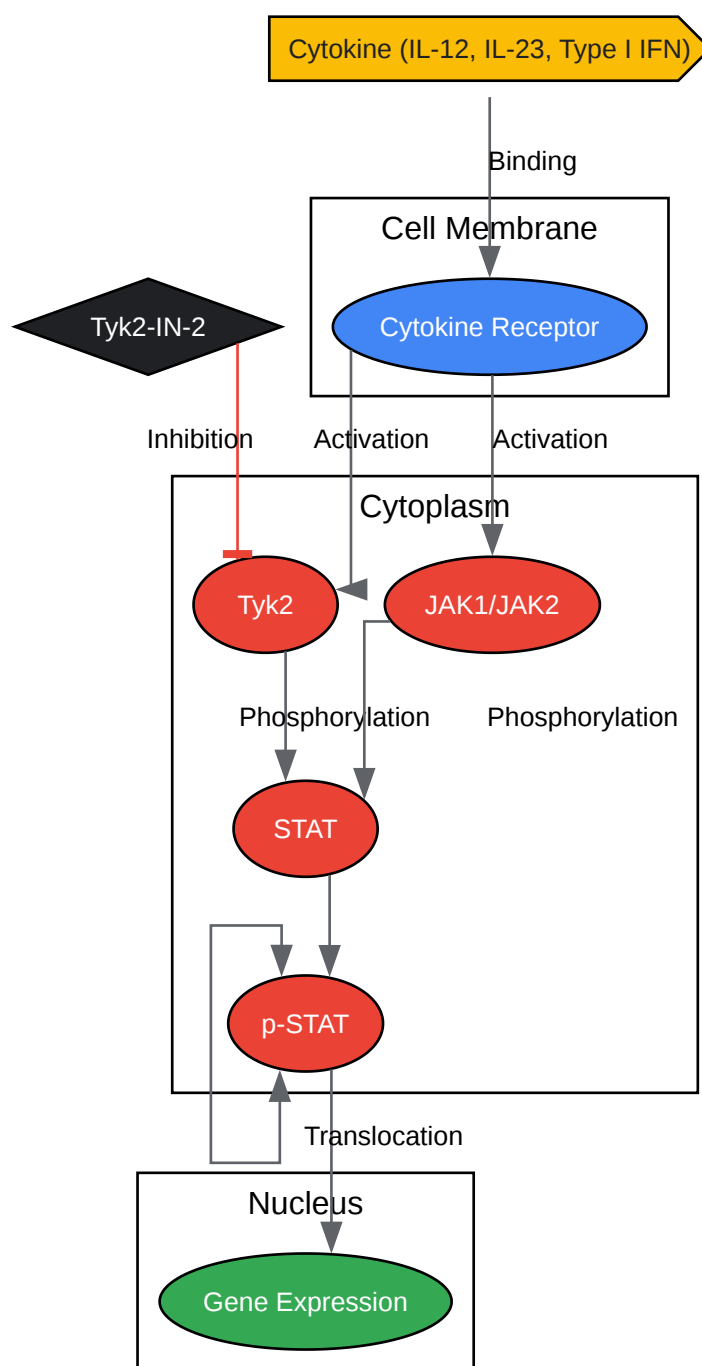 Cytokine (IL-12, IL-23, Type I IFN)
Binding
Cell Membrane
Tyk2-IN-2
Cytokine Receptor
Inhibition
Activation
Activation
Cytoplasm
Tyk2
JAK1/JAK2
Phosphorylation
Phosphorylation
STAT
p-STAT
Translocation
Nucleus
Gene Expression